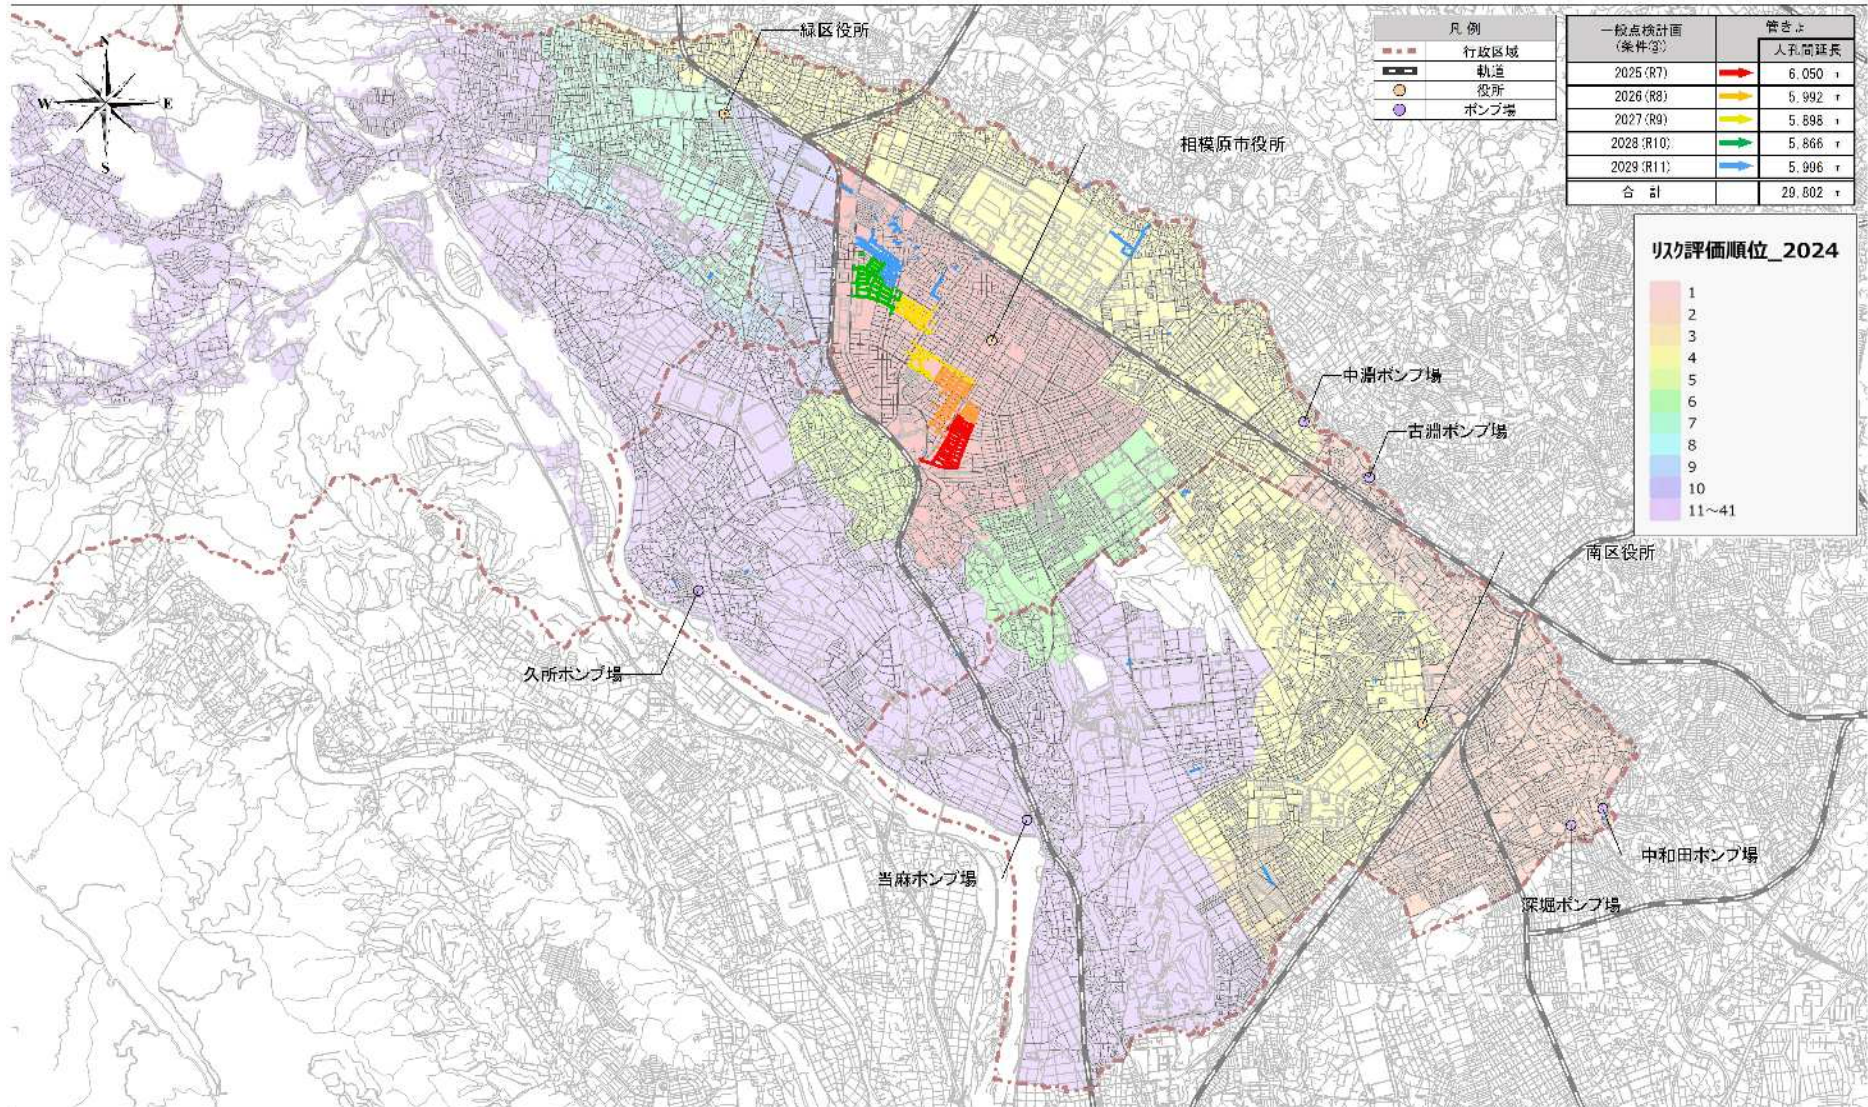 N
W
E
S
緑区役所
相模原市役所
中淵ポンプ場
古淵ポンプ場
南区役所
久所ポンプ場
当麻ポンプ場
中和田ポンプ場
深堀ポンプ場
凡例
行政区域
軌道
役所
ポンプ場
一般点検計画 管きょ
人孔間延長
2025(R7) 6.050
2026(R8) 5.992
2027(R9) 5.898
2028(R10) 5.866
2029(R11) 5.996
合計 29.802
リスク評価順位_2024
1
2
3
4
5
6
7
8
9
10
11～41